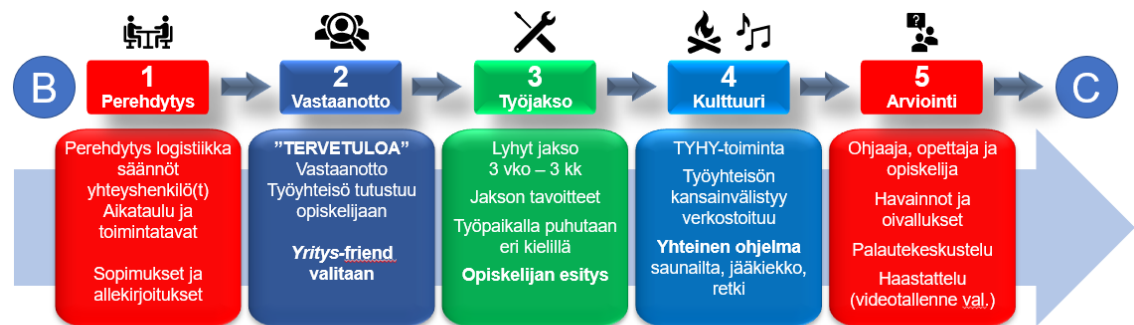 ?
B
1
Perehdytys
2
Vastaanotto
3
Työjakso
4
Kulttuuri
5
Arviointi
C
Perehdytys logistiikka
säännöt
yhteyshenkilö(t)
Aikataulu ja
toimintatavat
Sopimukset ja
allekirjoitukset
"TERVETULOA"
Vastaanotto
Työyhteisö tutustuu
opiskelijaan
Yritys-friend
valitaan
Lyhyt jakso
3 vko – 3 kk
Jakson tavoitteet
Työpaikalla puhutaan
eri kielillä
Opiskelijan esitys
TYHY-toiminta
Työyhteisön
kansainvälistyy
verkostoituu
Yhteinen ohjelma
saunailta, jääkiekko,
retki
Ohjaaja, opettaja ja
opiskelija
Havainnot ja
oivallukset
Palautekeskustelu
Haastattelu
(videotallenne val.)